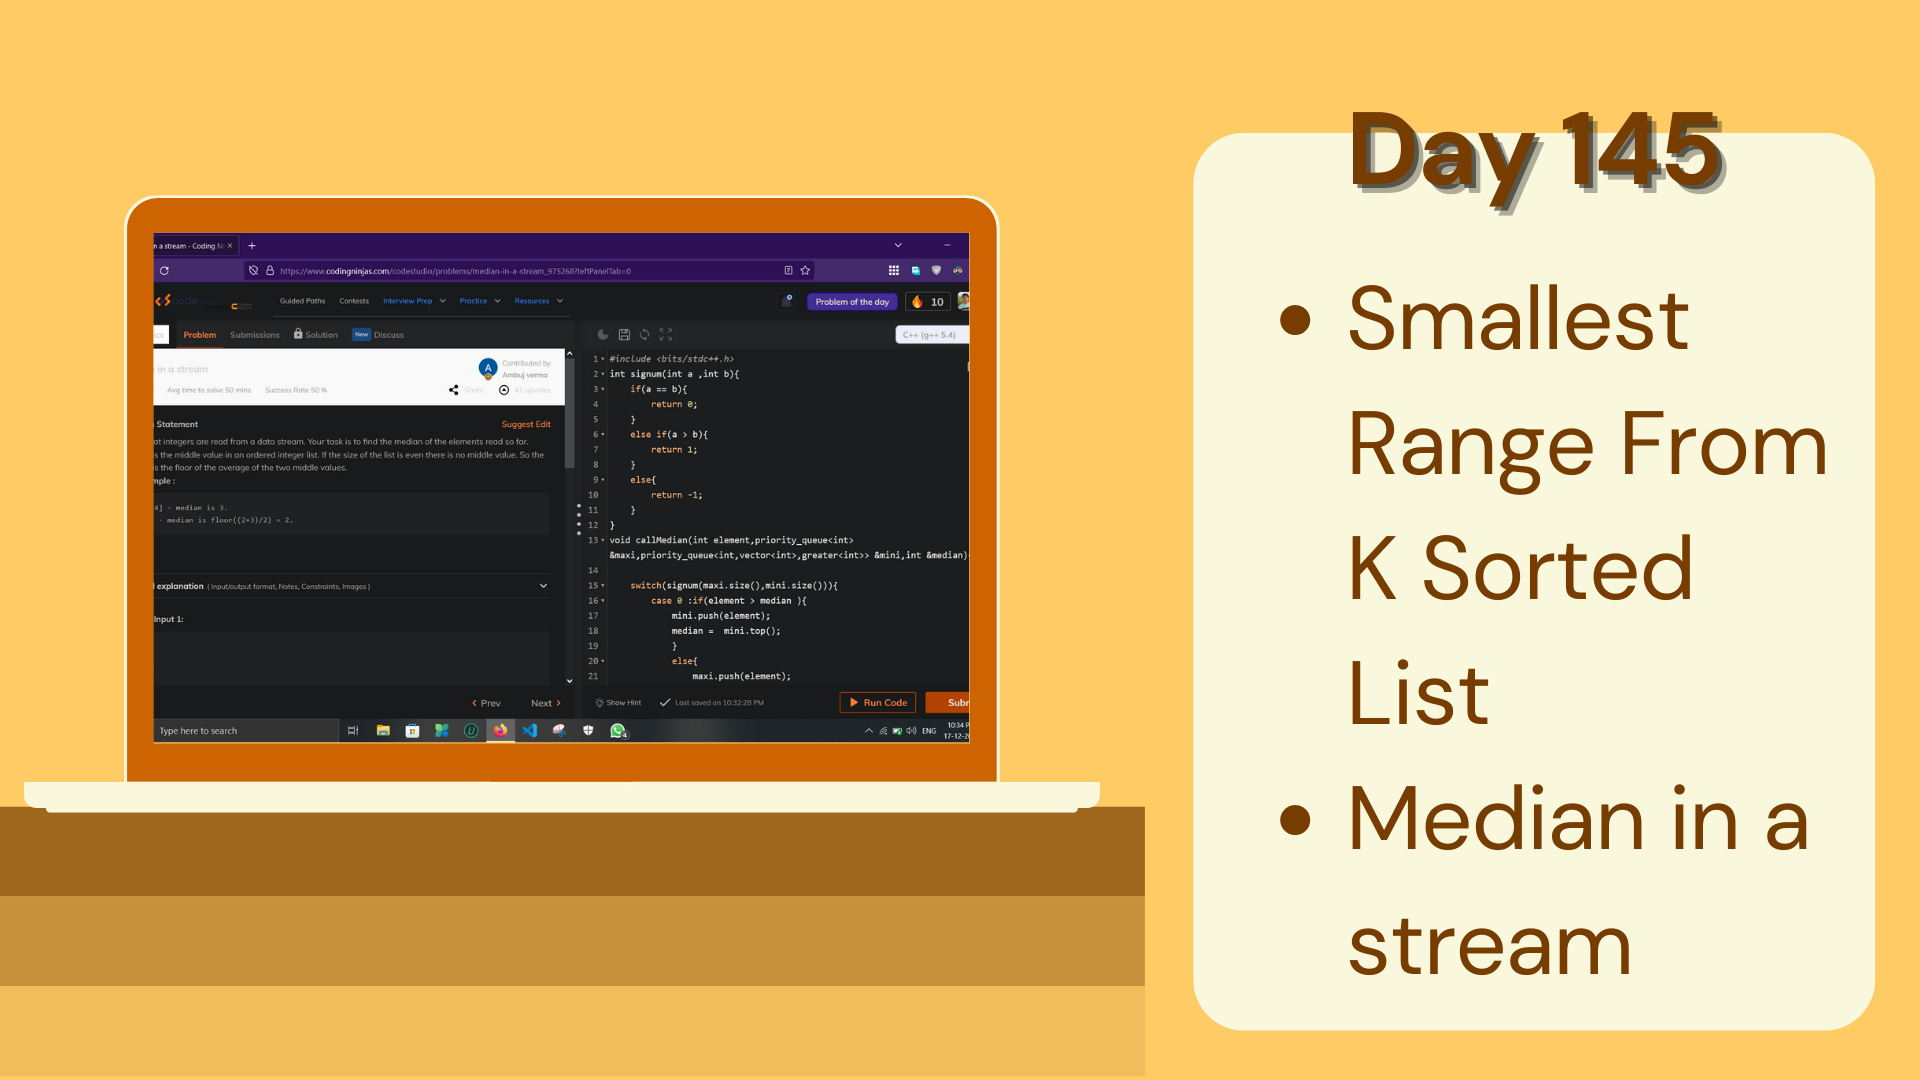 Day 145
• Smallest
Range From
K Sorted
List
• Median in a
stream
n a stream - Coding Ni
https://www.codingninjas.com/codestudio/problems/median-in-a-stream_975268?leftPanelTab=0
codestudio
Guided Paths Contests Interview Prep Practice Resources
Problem of the day 10
Problem Submissions Solution New Discuss
C++ (g++ 5.4)
in a stream
A Contributed by
Ambuj verma
Avg time to solve 50 mins Success Rate 50 % Share 41 upvotes
Statement Suggest Edit
at integers are read from a data stream. Your task is to find the median of the elements read so far.
s the middle value in an ordered integer list. If the size of the list is even there is no middle value. So the
is the floor of the average of the two middle values.
mple :
4] - median is 3.
- median is floor((2+3)/2) = 2.
explanation ( Input/output format, Notes, Constraints, Images )
Input 1:
Prev Next
1 #include <bits/stdc++.h>
2 int signum(int a ,int b){
3 if(a == b){
4 return 0;
5 }
6 else if(a > b){
7 return 1;
8 }
9 else{
10 return -1;
11 }
12 }
13 void callMedian(int element,priority_queue<int>
&maxi,priority_queue<int,vector<int>,greater<int>> &mini,int &median)
14
15 switch(signum(maxi.size(),mini.size())){
16 case 0 :if(element > median ){
17 mini.push(element);
18 median = mini.top();
19 }
20 else{
21 maxi.push(element);
Show Hint Last saved on 10:32:28 PM Run Code Subr
Type here to search
4
ENG
10:34 P
17-12-2